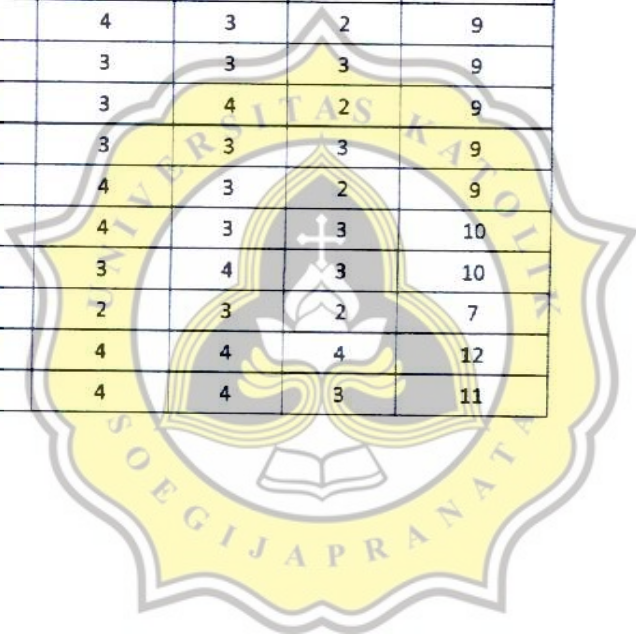 4 3 2 9
3 3 3 9
3 4 2 9
3 3 3 9
4 3 2 9
4 3 3 10
3 4 3 10
2 3 2 7
4 4 4 12
4 4 3 11
UNIVERSITAS KATOLIK
SOEGIJAPRANATA